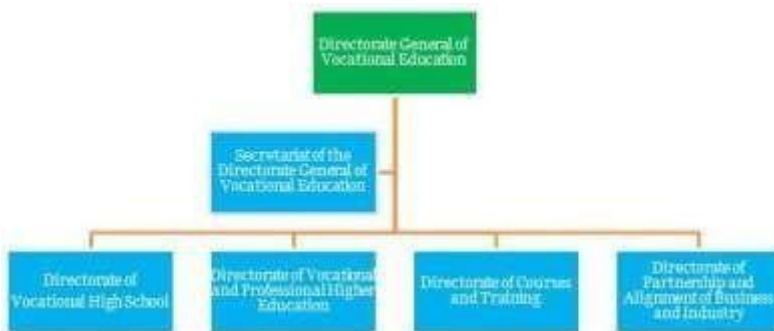 Directorate General of
Vocational Education
Secretariat of the
Directorate General of
Vocational Education
Directorate of
Vocational High School
Directorate of Vocational
and Professional Higher
Education
Directorate of Courses
and Training
Directorate of
Partnership and
Alignment of Business
and Industry